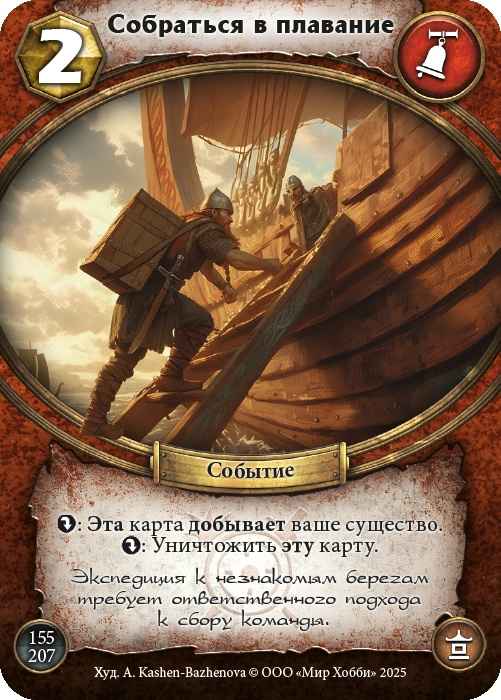 Собраться в плавание
2
Событие
: Эта карта добывает ваше существо.
: Уничтожить эту карту.
Экспедиция к незнакомым берегам
требует ответственного подхода
к сбору команды.
155
207
Худ. A. Kashen-Bazhenova © ООО «Мир Хобби» 2025